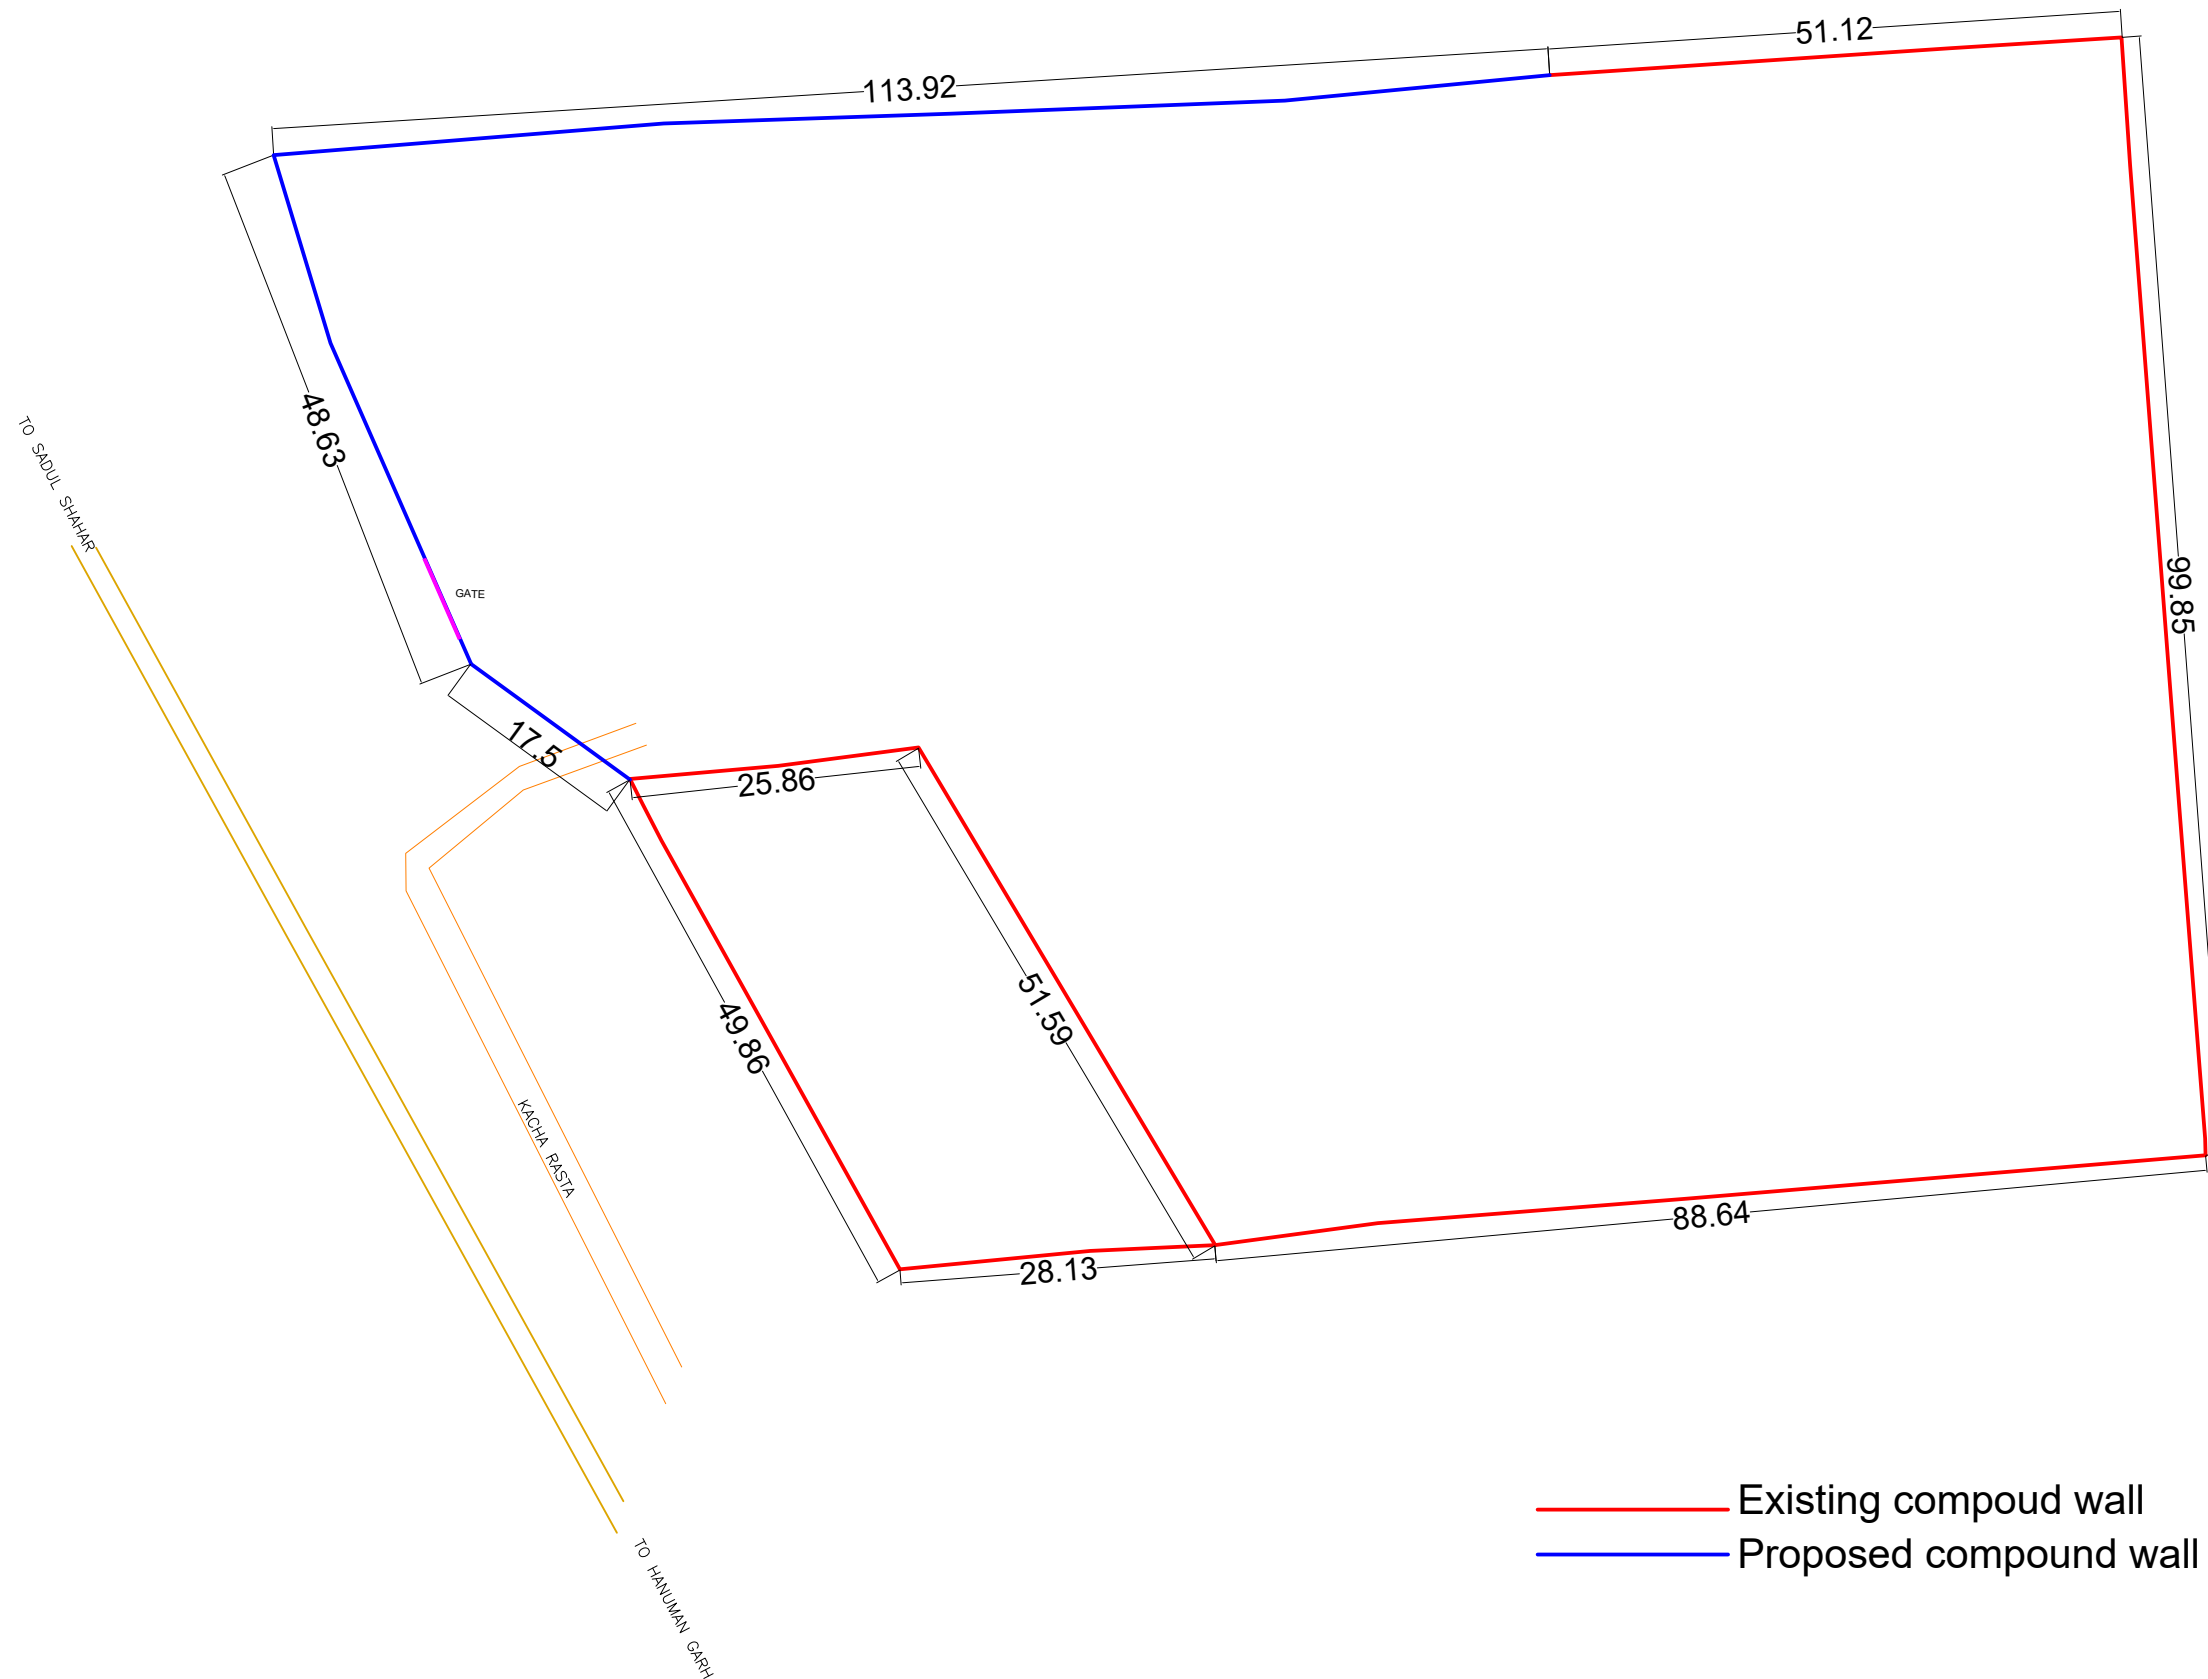 51.12
113.92
48.63
TO SADUL SHAHAR
99.85
GATE
17.5
25.86
51.59
49.86
KACHA RASTA
88.64
28.13
Existing compoud wall
Proposed compound wall
TO HANUMAN GARH